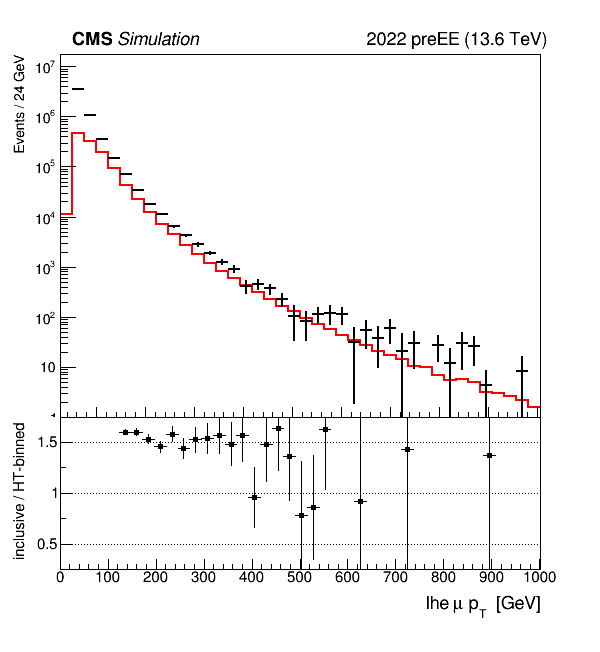 CMS Simulation 2022 preEE (13.6 TeV)
Events / 24 GeV
10⁷
10⁶
10⁵
10⁴
10³
10²
10
inclusive / HT-binned
1.5
1
0.5
0 100 200 300 400 500 600 700 800 900 1000
lhe μ p_T [GeV]